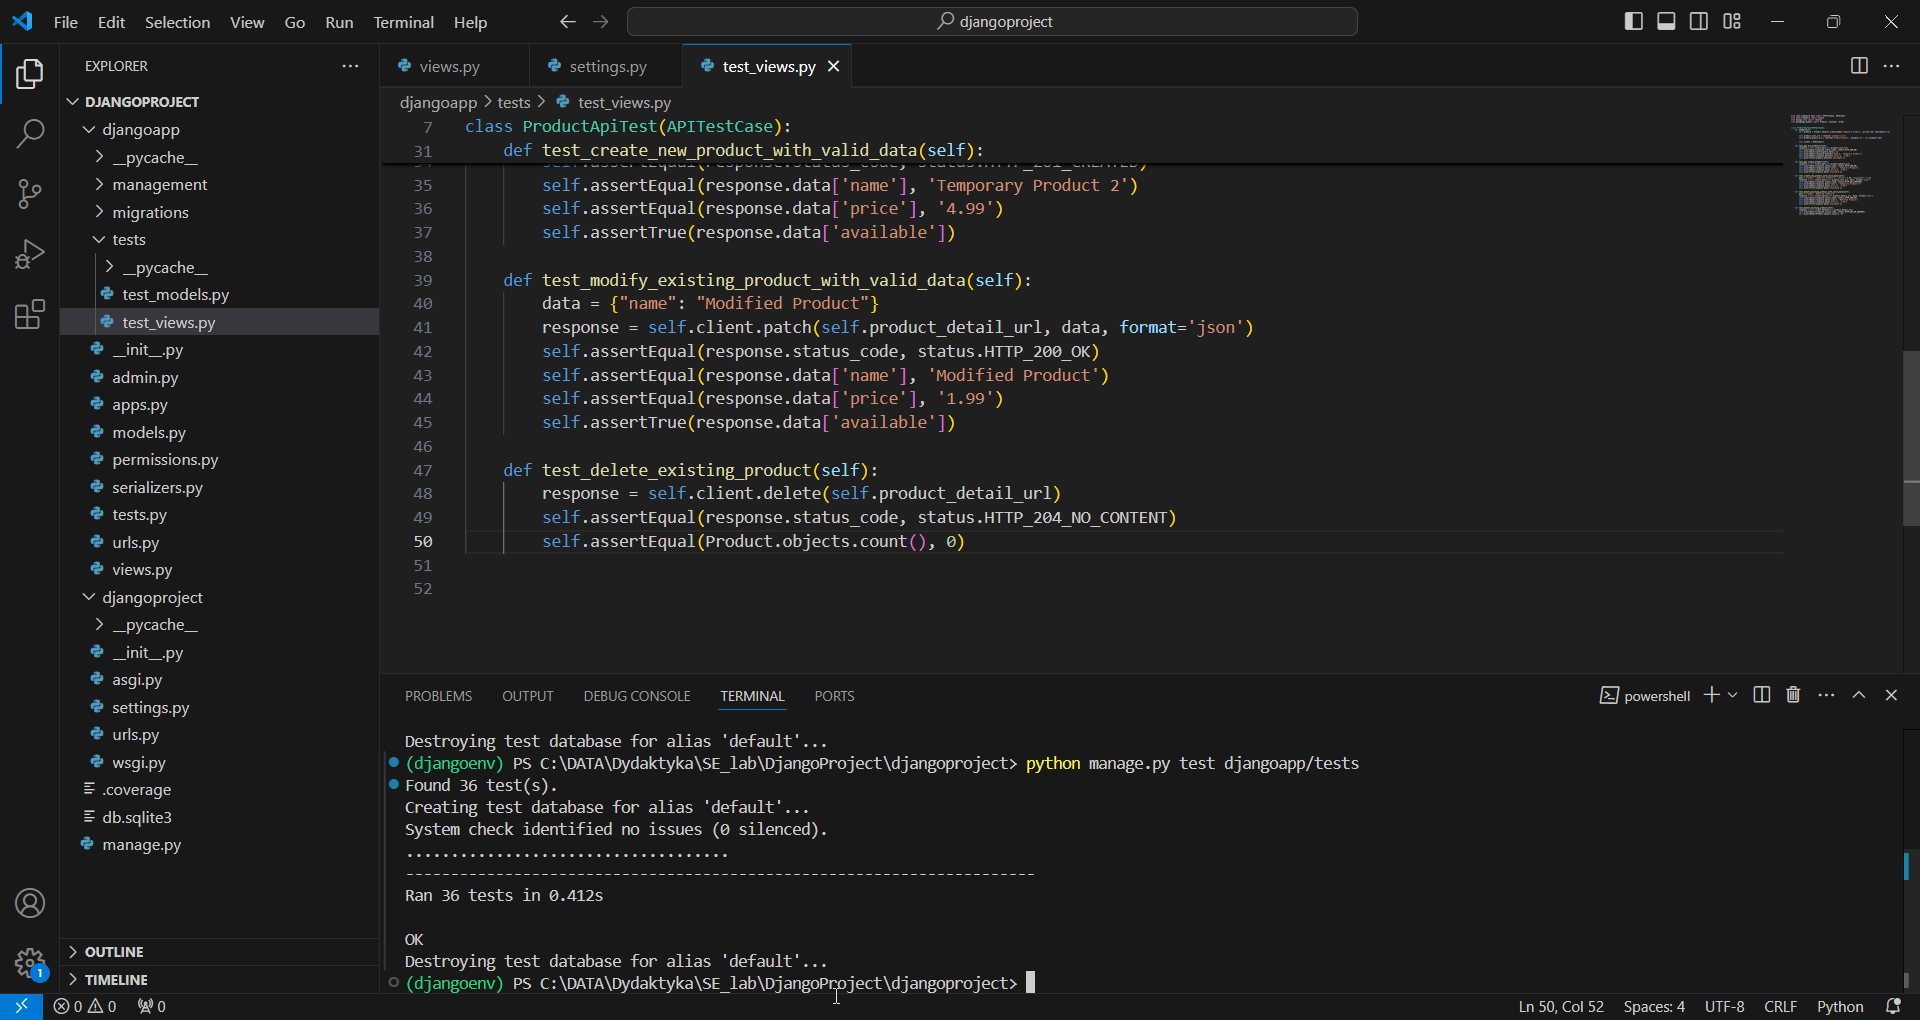 File Edit Selection View Go Run Terminal Help
djangoproject
EXPLORER
DJANGOPROJECT
djangoapp
__pycache__
management
migrations
tests
__pycache__
test_models.py
test_views.py
__init__.py
admin.py
apps.py
models.py
permissions.py
serializers.py
tests.py
urls.py
views.py
djangoproject
__pycache__
__init__.py
asgi.py
settings.py
urls.py
wsgi.py
.coverage
db.sqlite3
manage.py
OUTLINE
TIMELINE
1
views.py settings.py test_views.py
djangoapp > tests > test_views.py
7 class ProductApiTest(APITestCase):
31 def test_create_new_product_with_valid_data(self):
self.assertEqual(response.status_code, status.HTTP_201_CREATED)
35 self.assertEqual(response.data['name'], 'Temporary Product 2')
36 self.assertEqual(response.data['price'], '4.99')
37 self.assertTrue(response.data['available'])
38
39 def test_modify_existing_product_with_valid_data(self):
40 data = {"name": "Modified Product"}
41 response = self.client.patch(self.product_detail_url, data, format='json')
42 self.assertEqual(response.status_code, status.HTTP_200_OK)
43 self.assertEqual(response.data['name'], 'Modified Product')
44 self.assertEqual(response.data['price'], '1.99')
45 self.assertTrue(response.data['available'])
46
47 def test_delete_existing_product(self):
48 response = self.client.delete(self.product_detail_url)
49 self.assertEqual(response.status_code, status.HTTP_204_NO_CONTENT)
50 self.assertEqual(Product.objects.count(), 0)
51
52
PROBLEMS OUTPUT DEBUG CONSOLE TERMINAL PORTS
powershell
Destroying test database for alias 'default'...
(djangoenv) PS C:\DATA\Dydaktyka\SE_lab\DjangoProject\djangoproject> python manage.py test djangoapp/tests
Found 36 test(s).
Creating test database for alias 'default'...
System check identified no issues (0 silenced).
....................................
----------------------------------------------------------------------
Ran 36 tests in 0.412s
OK
Destroying test database for alias 'default'...
(djangoenv) PS C:\DATA\Dydaktyka\SE_lab\DjangoProject\djangoproject>
0 0 0
Ln 50, Col 52 Spaces: 4 UTF-8 CRLF Python